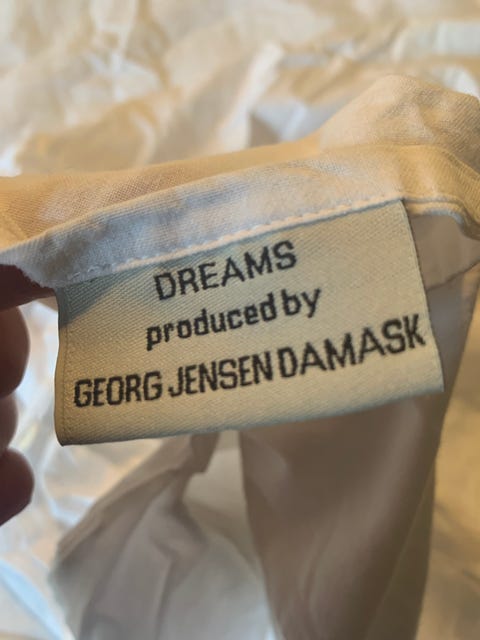 DREAMS
produced by
GEORG JENSEN DAMASK